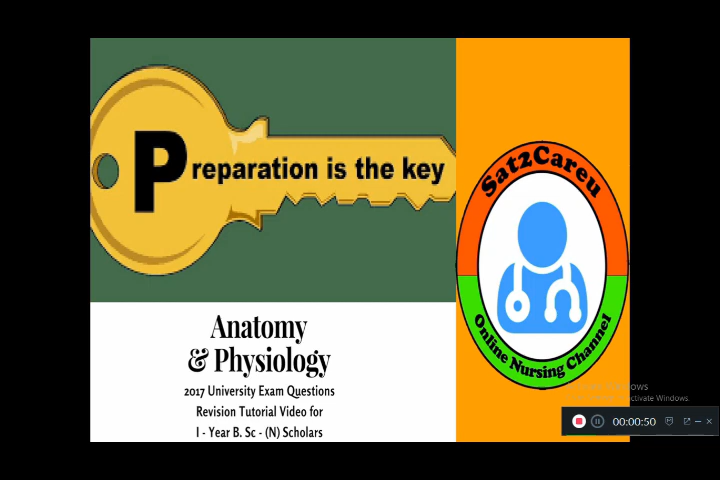 Preparation is the key
Sat2Careu
Online Nursing Channel
Anatomy
& Physiology
2017 University Exam Questions
Revision Tutorial Video for
I - Year B. Sc - (N) Scholars
Windows.
00:00:50